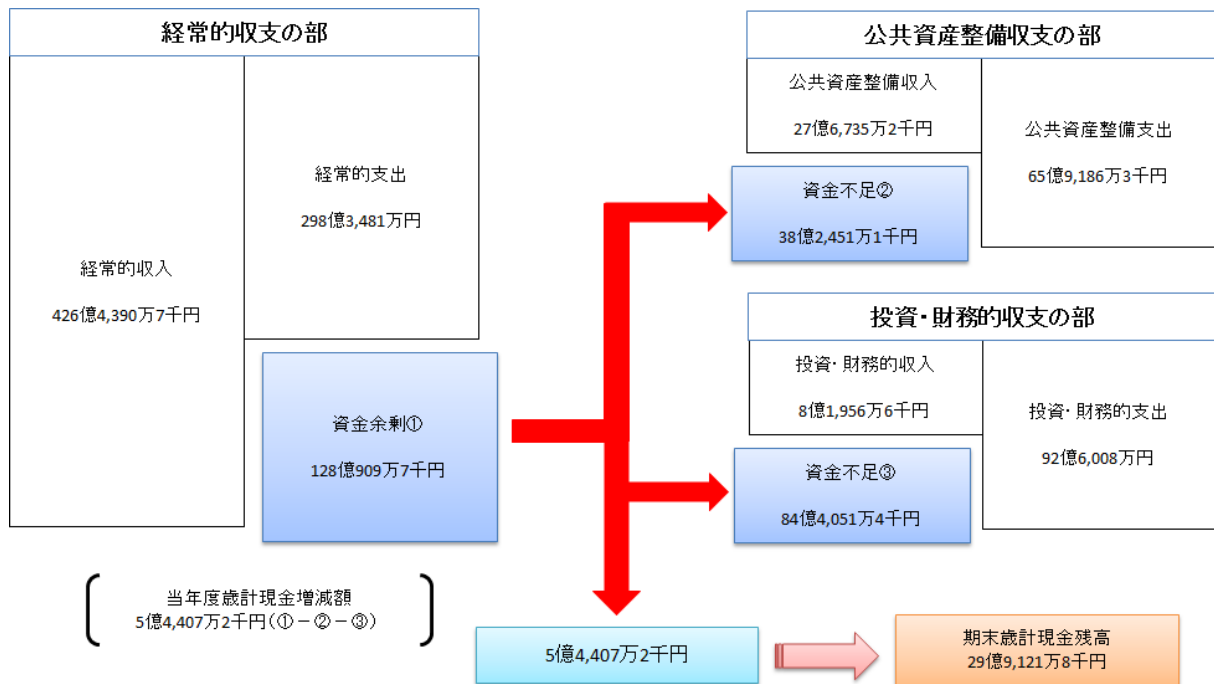 経常的収支の部
経常的収入
426億4,390万7千円
経常的支出
298億3,481万円
資金余剰①
128億909万7千円
公共資産整備収支の部
公共資産整備収入
27億6,735万2千円
公共資産整備支出
65億9,186万3千円
資金不足②
38億2,451万1千円
投資・財務的収支の部
投資・財務的収入
8億1,956万6千円
投資・財務的支出
92億6,008万円
資金不足③
84億4,051万4千円
当年度歳計現金増減額
5億4,407万2千円(①-②-③)
5億4,407万2千円
期末歳計現金残高
29億9,121万8千円